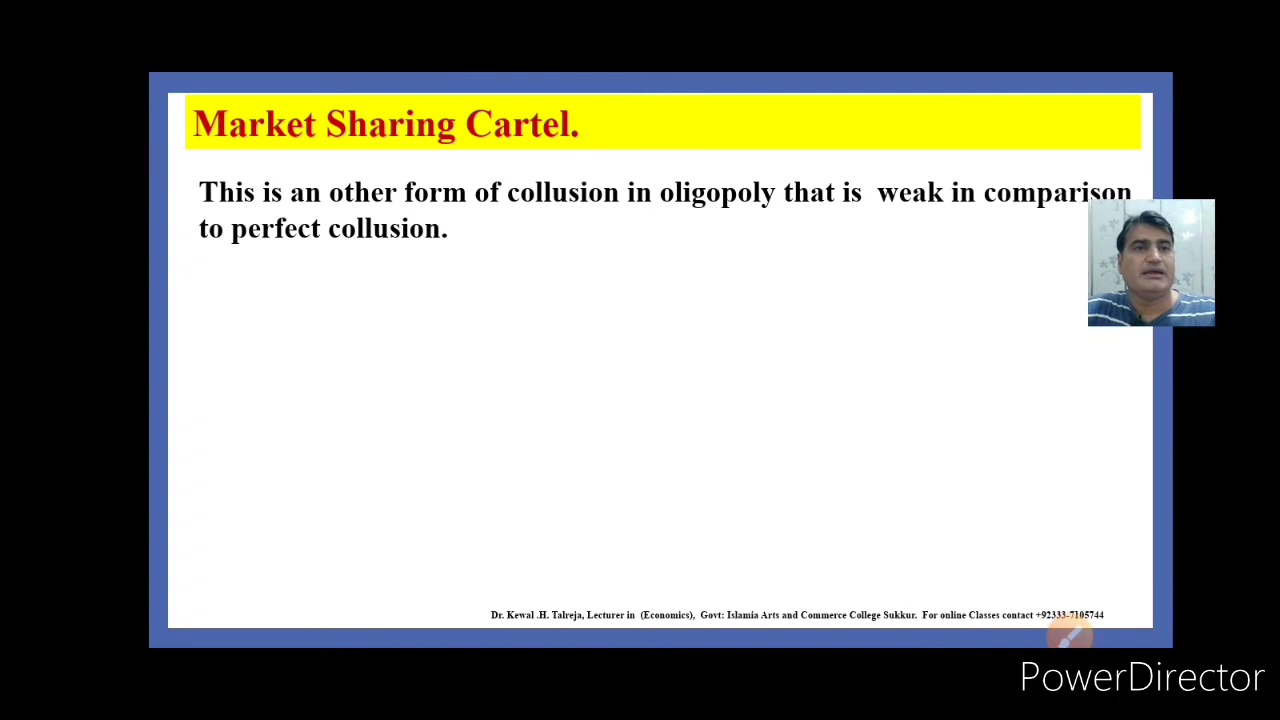 Market Sharing Cartel.
This is an other form of collusion in oligopoly that is weak in comparison
to perfect collusion.
Dr. Kewal .H. Talreja, Lecturer in (Economics), Govt: Islamia Arts and Commerce College Sukkur. For online Classes contact +92333-7105744
PowerDirector